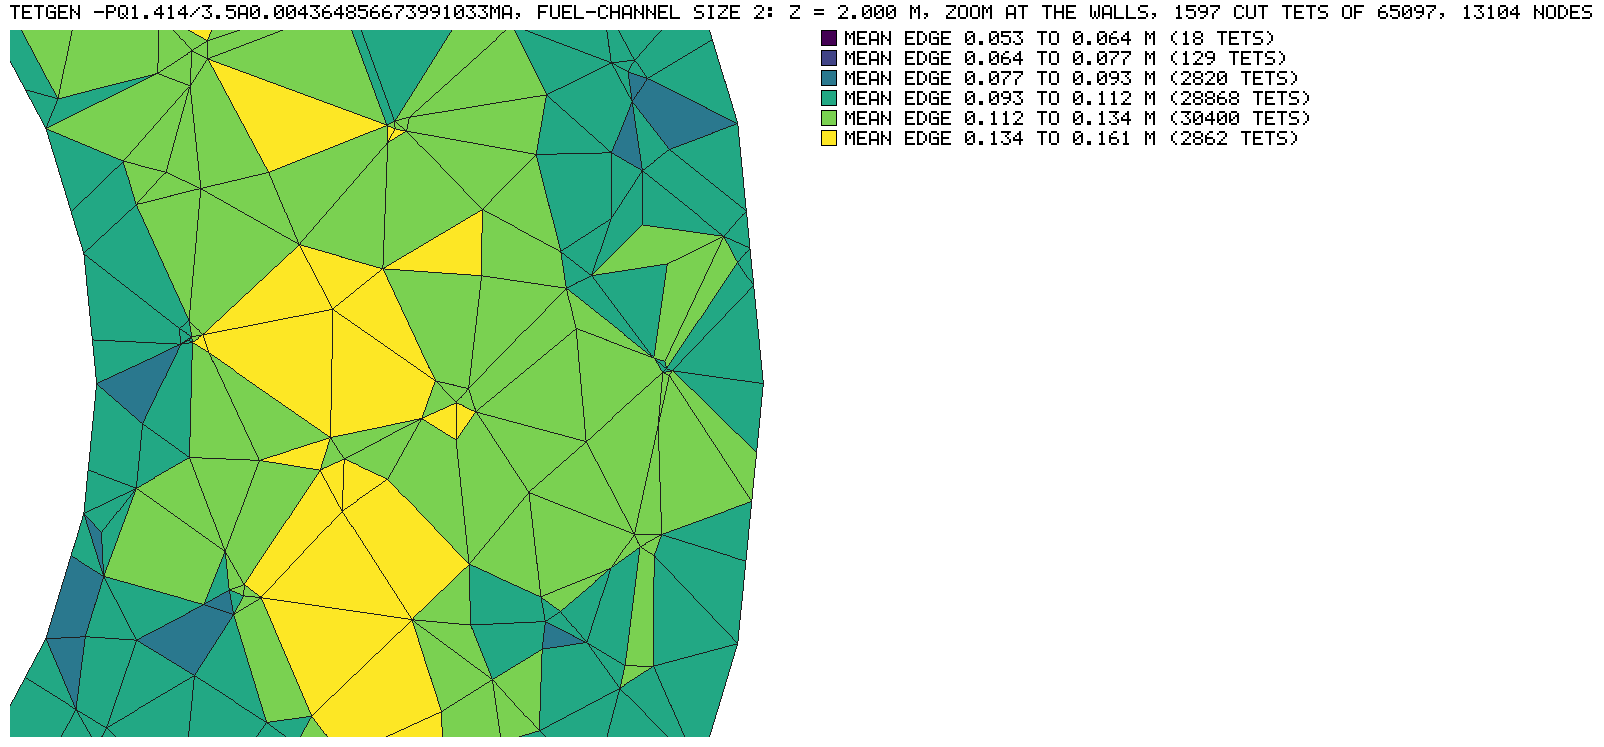 TETGEN -PQ1.414/3.5A0.004364856673991033MA, FUEL-CHANNEL SIZE 2: Z = 2.000 M, ZOOM AT THE WALLS, 1597 CUT TETS OF 65097, 13104 NODES
MEAN EDGE 0.053 TO 0.064 M (18 TETS)
MEAN EDGE 0.064 TO 0.077 M (129 TETS)
MEAN EDGE 0.077 TO 0.093 M (2820 TETS)
MEAN EDGE 0.093 TO 0.112 M (28868 TETS)
MEAN EDGE 0.112 TO 0.134 M (30400 TETS)
MEAN EDGE 0.134 TO 0.161 M (2862 TETS)